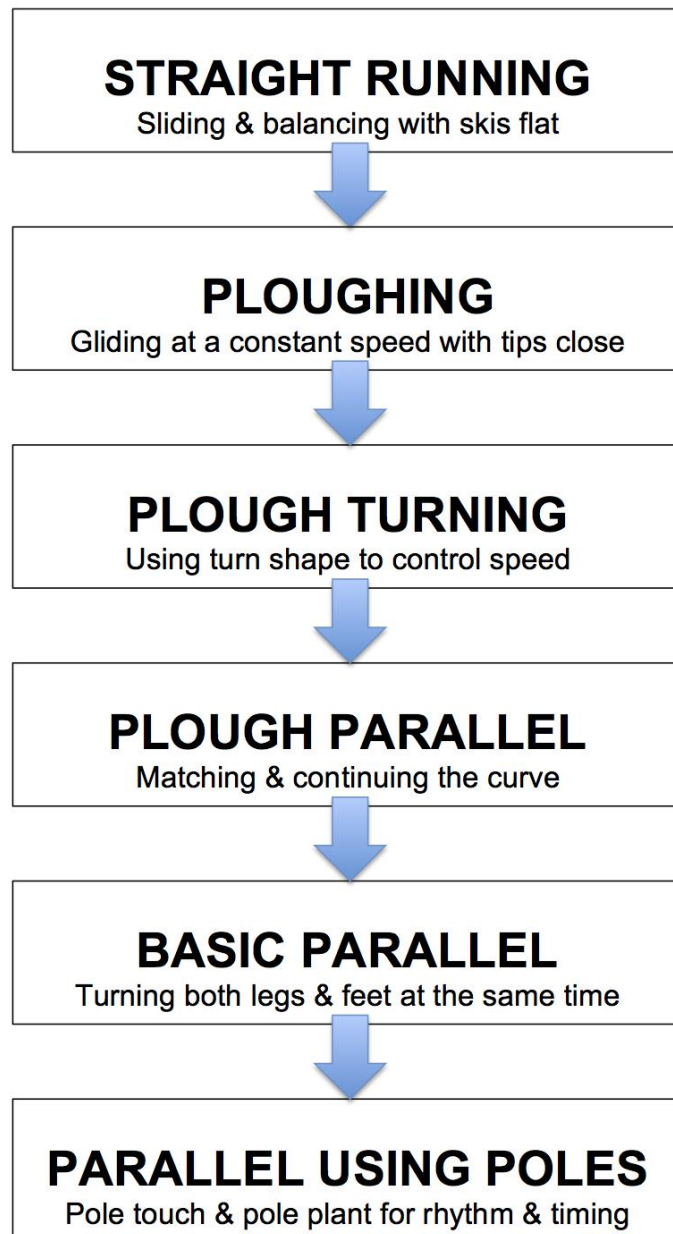 STRAIGHT RUNNING
Sliding & balancing with skis flat
PLOUGHING
Gliding at a constant speed with tips close
PLOUGH TURNING
Using turn shape to control speed
PLOUGH PARALLEL
Matching & continuing the curve
BASIC PARALLEL
Turning both legs & feet at the same time
PARALLEL USING POLES
Pole touch & pole plant for rhythm & timing